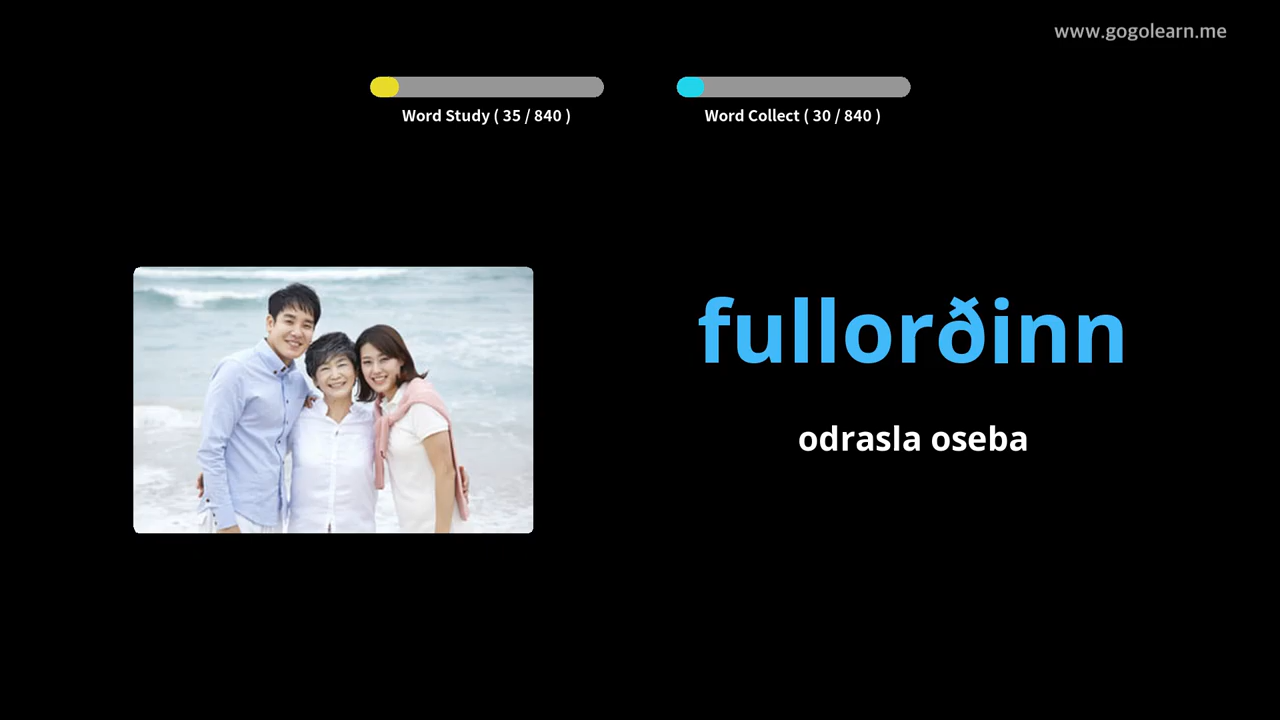 www.gogolearn.me
Word Study ( 35 / 840 )
Word Collect ( 30 / 840 )
fullorðinn
odrasla oseba